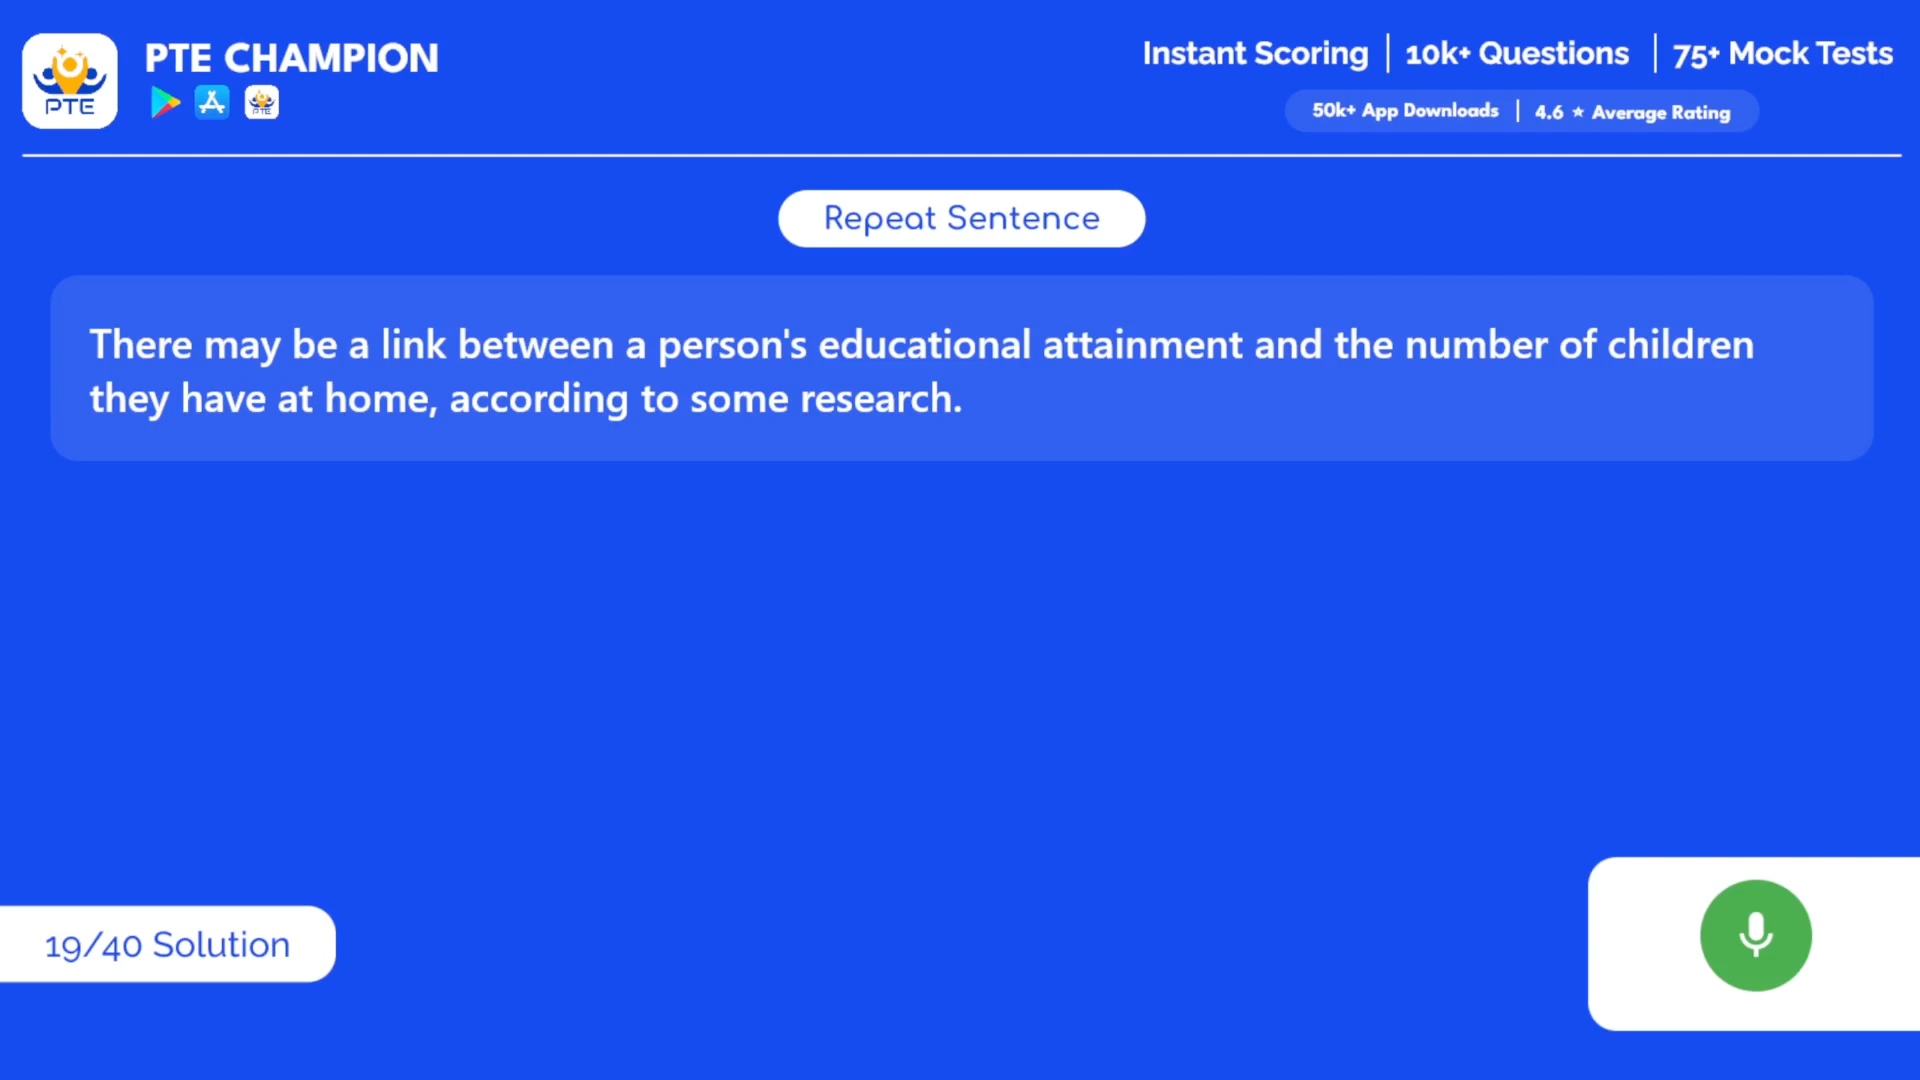 PTE CHAMPION
PTE
PTE
Instant Scoring | 10k+ Questions | 75+ Mock Tests
50k+ App Downloads | 4.6 ★ Average Rating
Repeat Sentence
There may be a link between a person's educational attainment and the number of children
they have at home, according to some research.
19/40 Solution